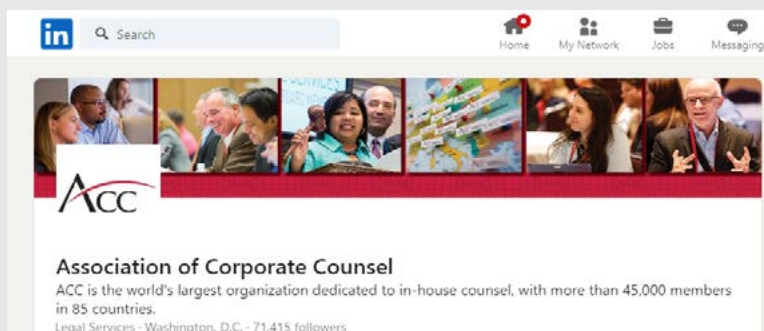 in
Search
Home
My Network
Jobs
Messaging
ACC
Association of Corporate Counsel
ACC is the world's largest organization dedicated to in-house counsel, with more than 45,000 members
in 85 countries.
Legal Services · Washington, D.C. · 71,415 followers